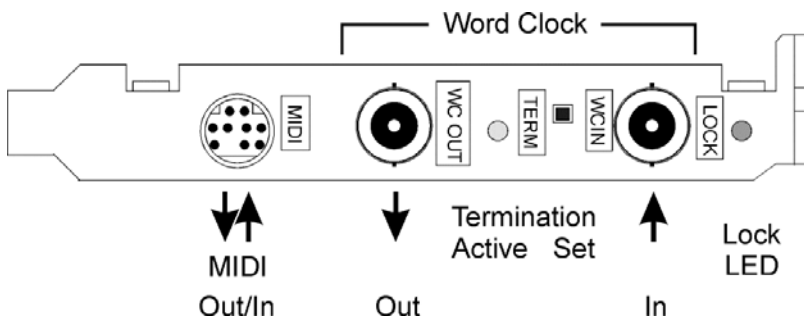 Word Clock
MIDI
WC OUT
TERM
WCIN
LOCK
Termination
Active Set
Lock
LED
MIDI
Out/In
Out
In